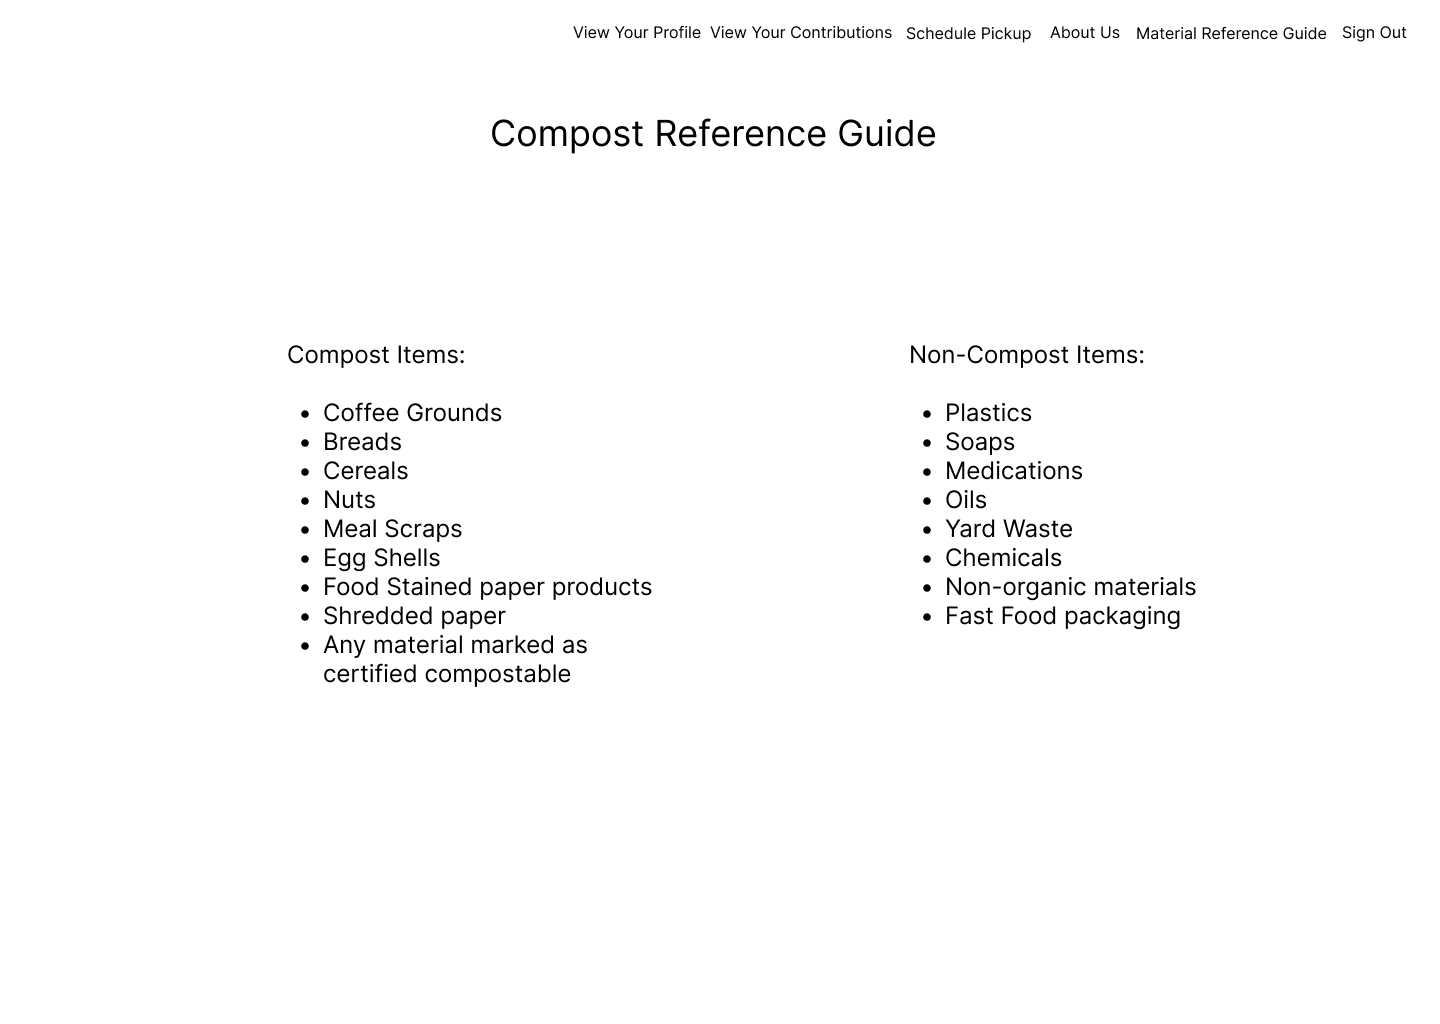 View Your Profile View Your Contributions Schedule Pickup About Us Material Reference Guide Sign Out
Compost Reference Guide
Compost Items:
• Coffee Grounds
• Breads
• Cereals
• Nuts
• Meal Scraps
• Egg Shells
• Food Stained paper products
• Shredded paper
• Any material marked as
certified compostable
Non-Compost Items:
• Plastics
• Soaps
• Medications
• Oils
• Yard Waste
• Chemicals
• Non-organic materials
• Fast Food packaging